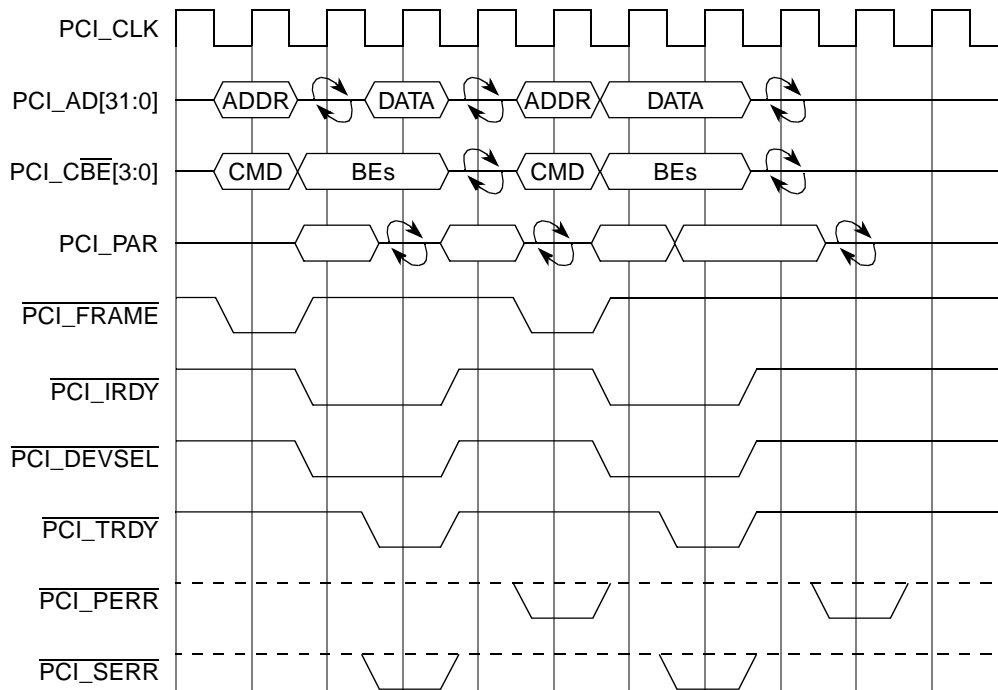 PCI_CLK
PCI_AD[31:0] ADDR DATA ADDR DATA
PCI_CBE[3:0] CMD BEs CMD BEs
PCI_PAR
PCI_FRAME
PCI_IRDY
PCI_DEVSEL
PCI_TRDY
PCI_PERR
PCI_SERR